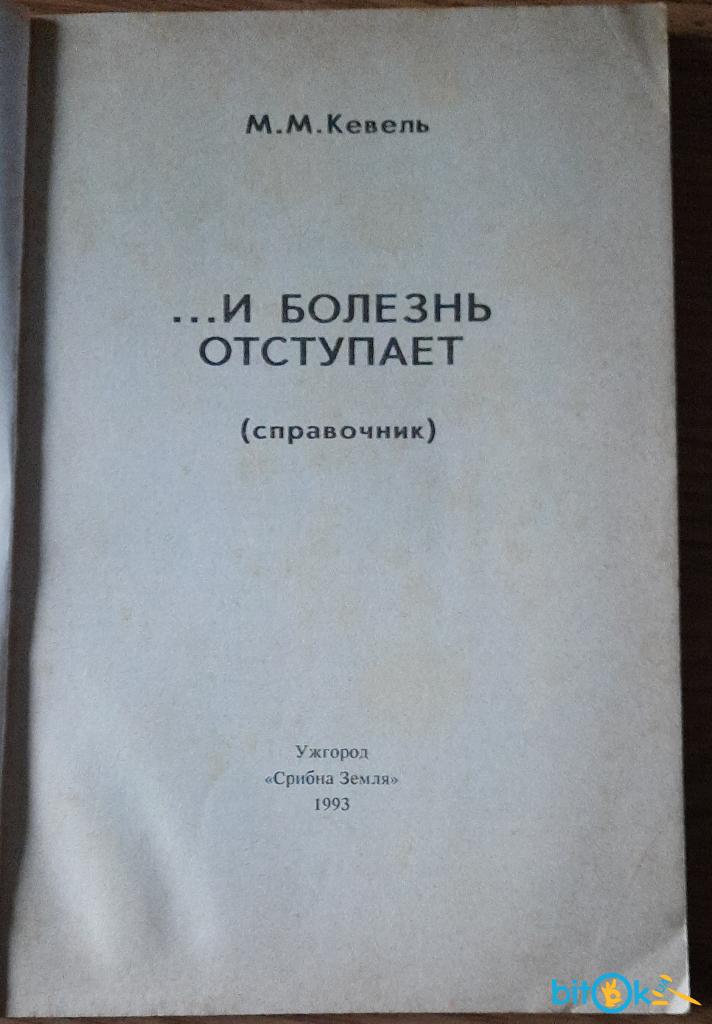 М.М.Кевель
...И БОЛЕЗНЬ
ОТСТУПАЕТ
(справочник)
Ужгород
«Срибна Земля»
1993
bitok